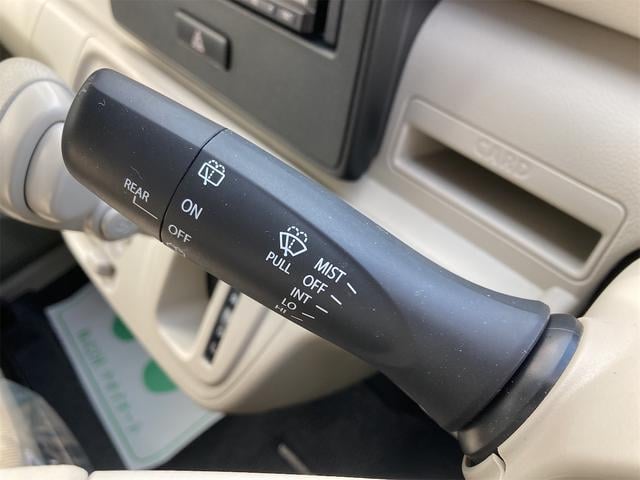 CARD
REAR
ON
OFF
PULL
MIST
OFF
INT
LO
HI